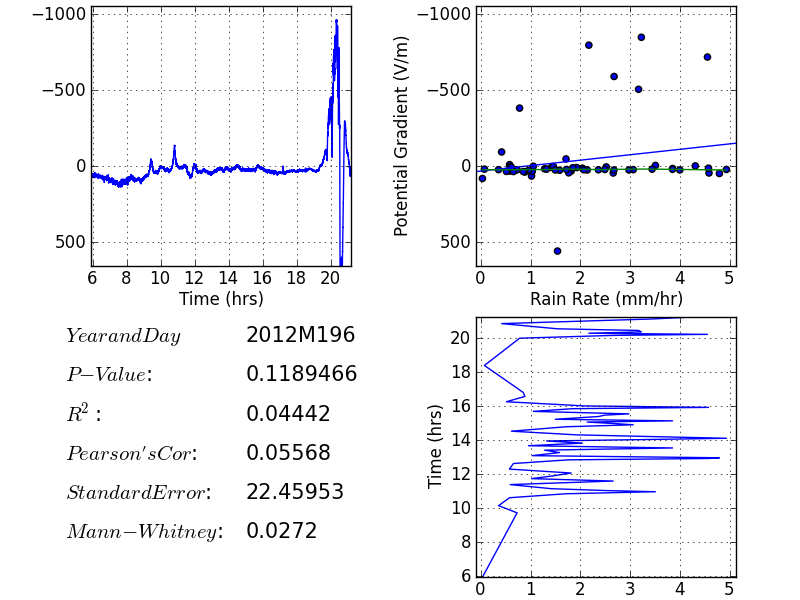 −1000
−500
0
500
6 8 10 12 14 16 18 20
Time (hrs)
Potential Gradient (V/m)
−1000
−500
0
500
0 1 2 3 4 5
Rain Rate (mm/hr)
YearandDay 2012M196
P−Value: 0.1189466
R²: 0.04442
Pearson'sCor: 0.05568
StandardError: 22.45953
Mann−Whitney: 0.0272
Time (hrs)
20
18
16
14
12
10
8
6
0 1 2 3 4 5